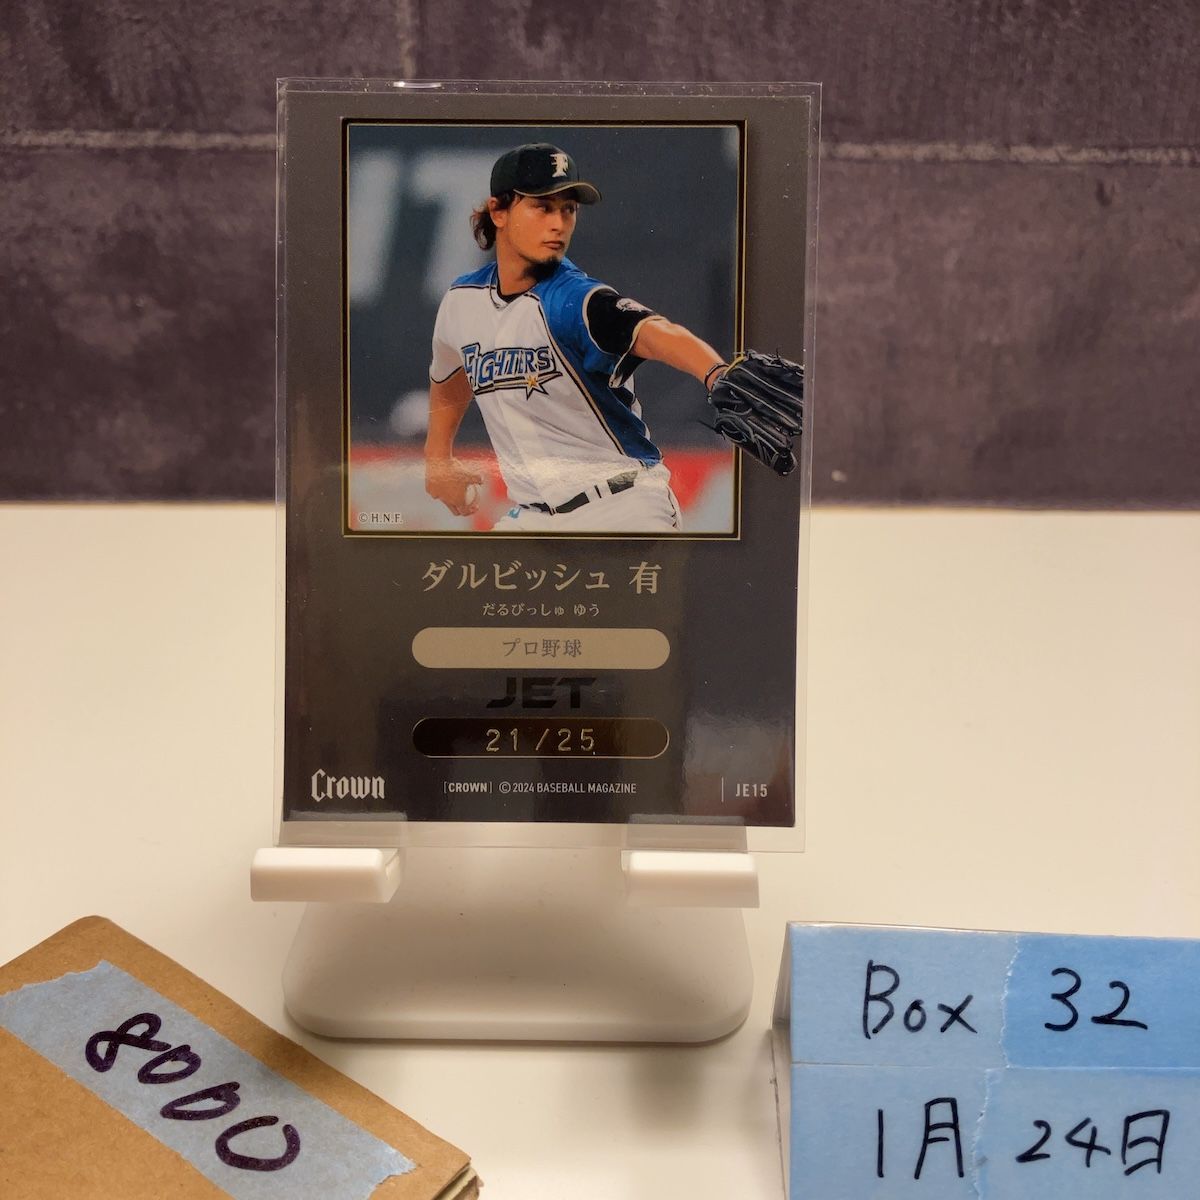 F
FIGHTERS
©H.N.F.
ダルビッシュ 有
だるびっしゅ ゆう
プロ野球
JET
21/25
Crown
[CROWN] ©2024 BASEBALL MAGAZINE
JE15
8000
Box 32
1月24日